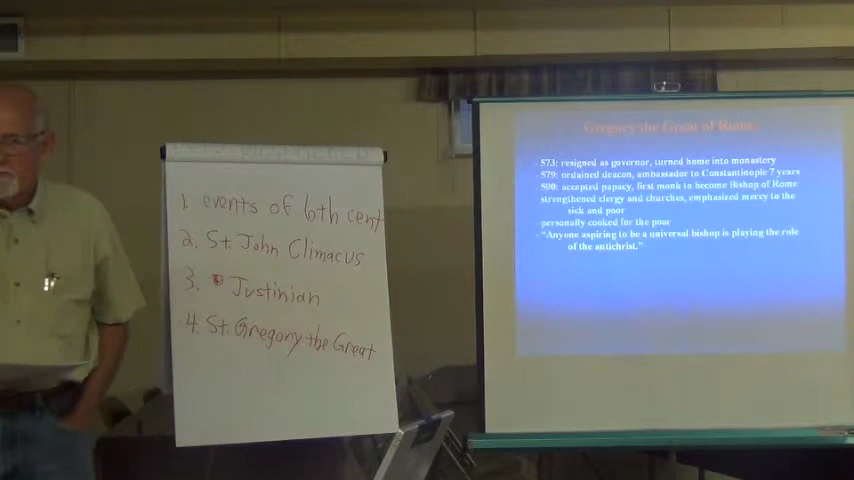 1. events of 6th cent
2. St. John Climacus
3. Justinian
4. St. Gregory the Great
Gregory the Great of Rome
- 573: resigned as governor, turned home into monastery
- 579: ordained deacon, ambassador to Constantinople 7 years
590: accepted papacy, first monk to become Bishop of Rome
strengthened clergy and churches, emphasized mercy to the
sick and poor
personally cooked for the poor
- "Anyone aspiring to be a universal bishop is playing the role
of the antichrist."